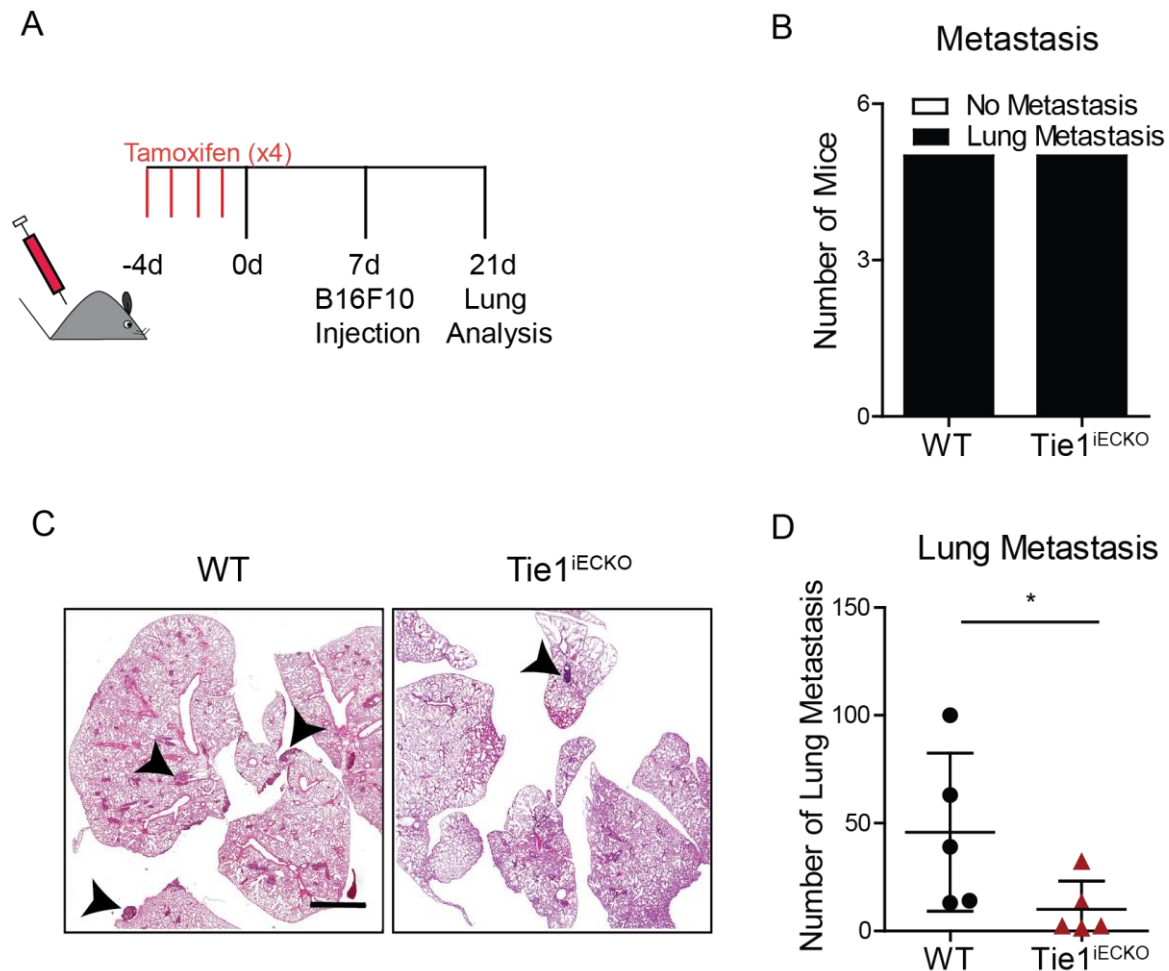 A
Tamoxifen (x4)
-4d 0d 7d 21d
B16F10 Lung
Injection Analysis
B
Metastasis
Number of Mice
6
3
0
No Metastasis
Lung Metastasis
WT Tie1iECKO
C
WT Tie1iECKO
D
Lung Metastasis
Number of Lung Metastasis
150
100
50
0
*
WT Tie1iECKO